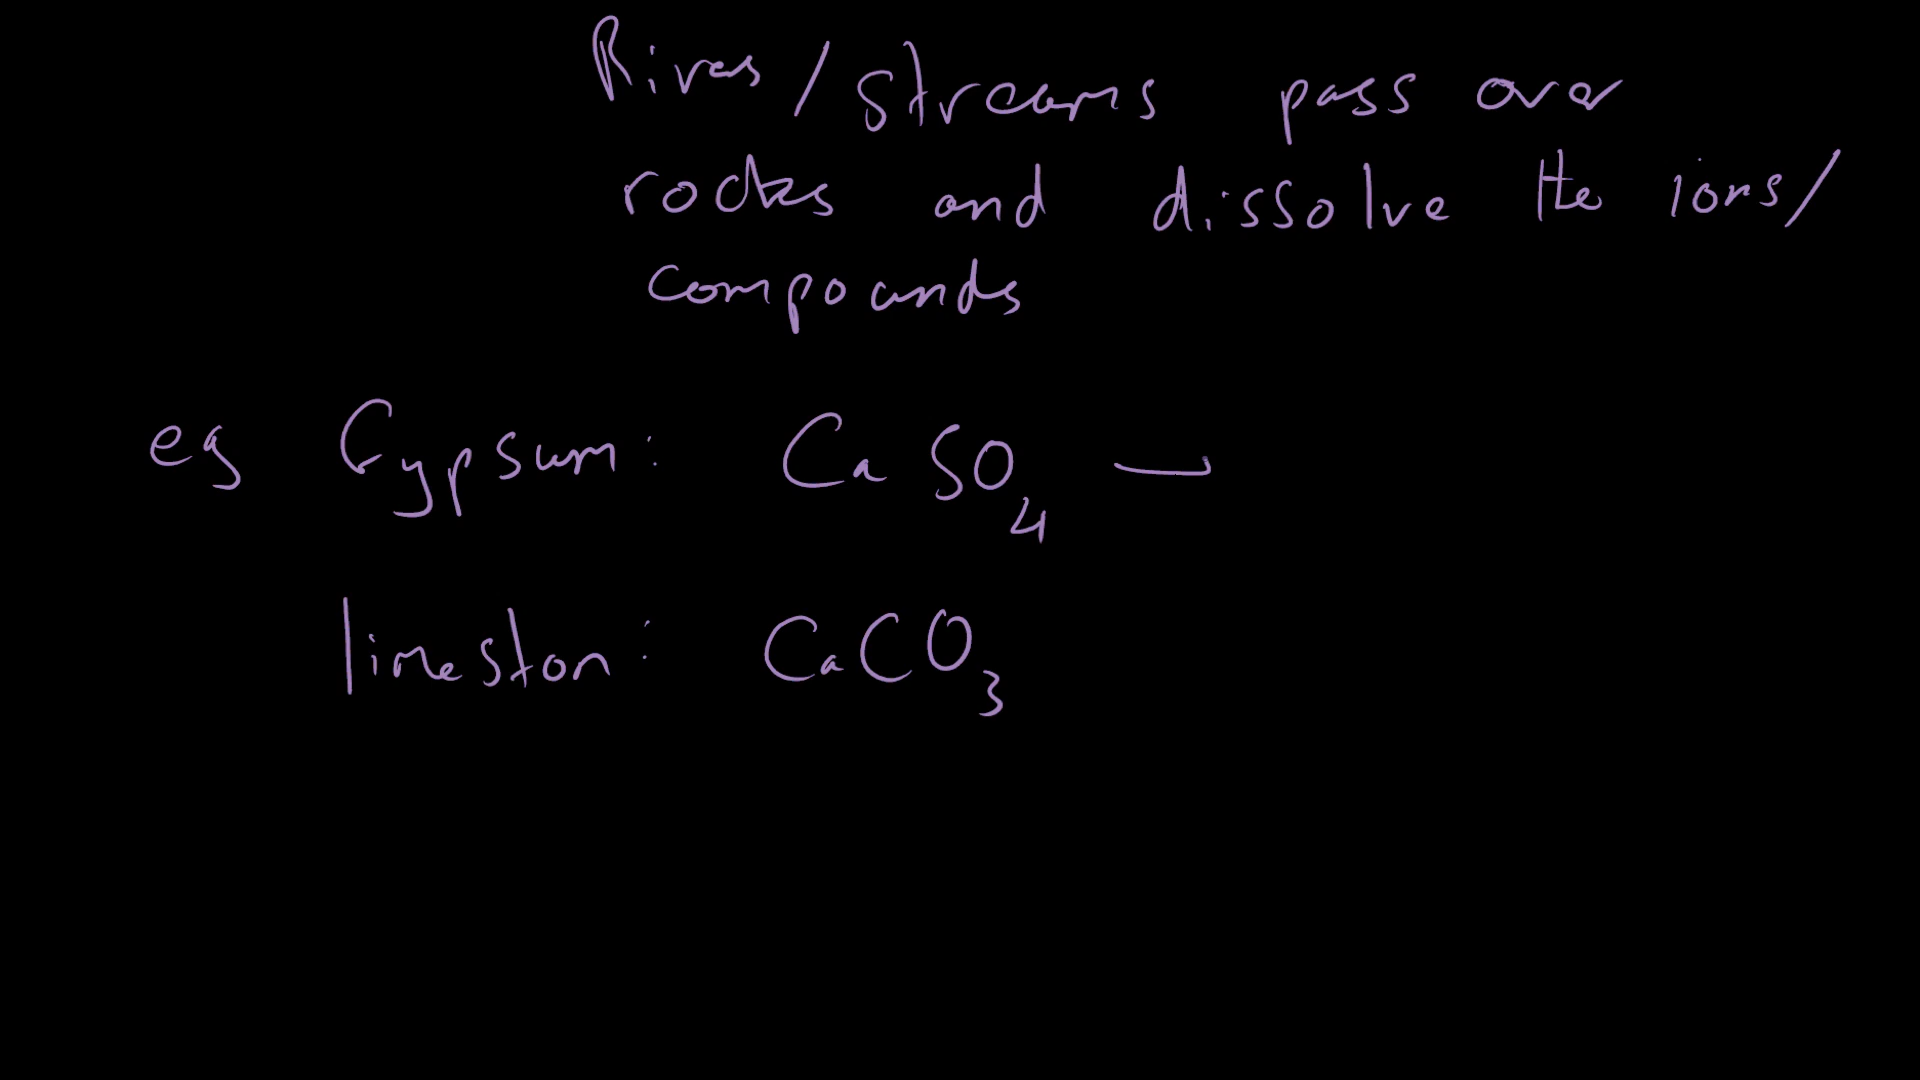 Rivers/streams pass over
rocks and dissolve the ions/
compounds
eg Gypsum: CaSO₄ —
limeston: CaCO₃